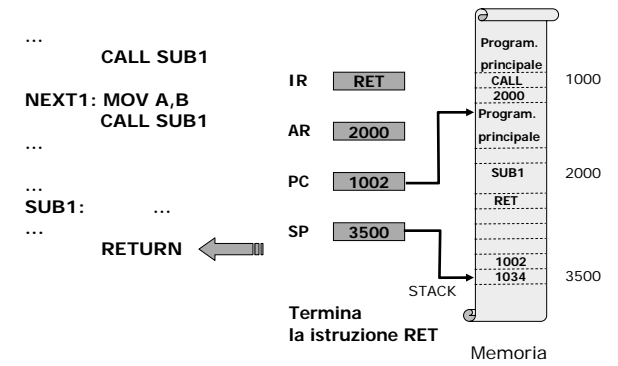 …
CALL SUB1
NEXT1: MOV A,B
CALL SUB1
…
…
SUB1: …
…
RETURN
IR RET
AR 2000
PC 1002
SP 3500
STACK
Termina
la istruzione RET
Program.
principale
CALL 1000
2000
Program.
principale
SUB1 2000
RET
1002
1034 3500
Memoria